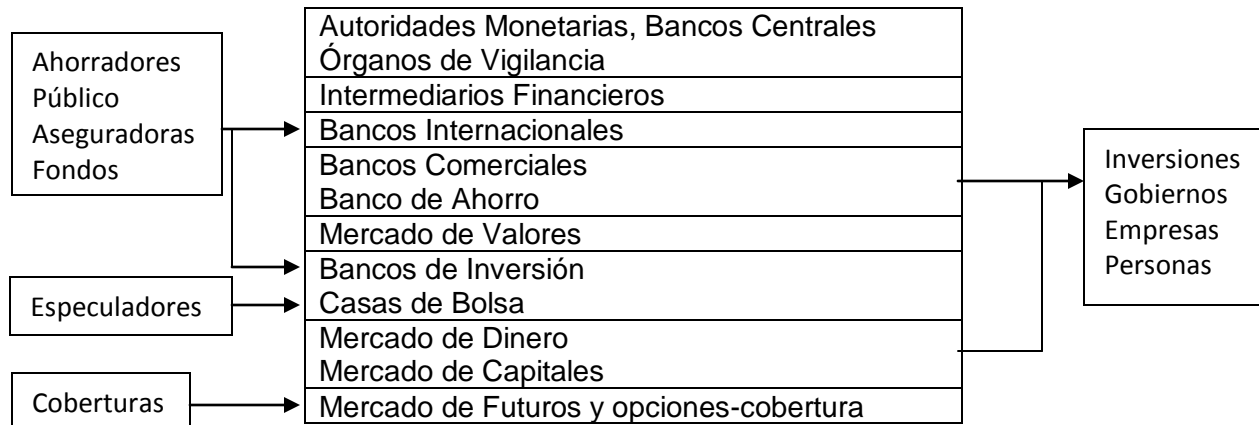 Ahorradores
Público
Aseguradoras
Fondos
Especuladores
Coberturas
Autoridades Monetarias, Bancos Centrales
Órganos de Vigilancia
Intermediarios Financieros
Bancos Internacionales
Bancos Comerciales
Banco de Ahorro
Mercado de Valores
Bancos de Inversión
Casas de Bolsa
Mercado de Dinero
Mercado de Capitales
Mercado de Futuros y opciones-cobertura
Inversiones
Gobiernos
Empresas
Personas